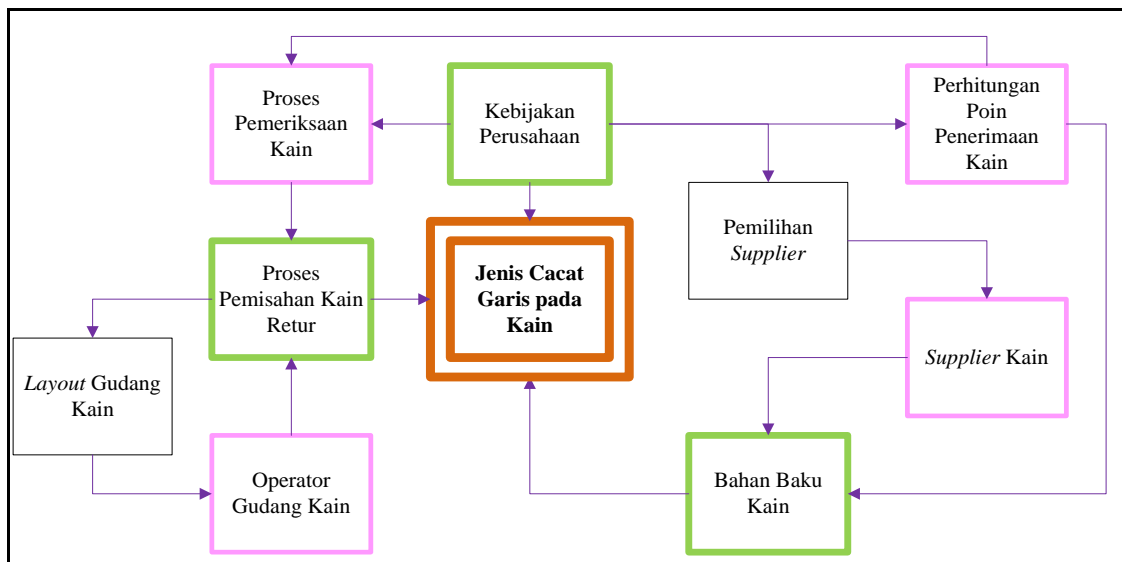 Proses
Pemeriksaan
Kain
Kebijakan
Perusahaan
Perhitungan
Poin
Penerimaan
Kain
Pemilihan
Supplier
Proses
Pemisahan Kain
Retur
Jenis Cacat
Garis pada
Kain
Supplier Kain
Layout Gudang
Kain
Operator
Gudang Kain
Bahan Baku
Kain